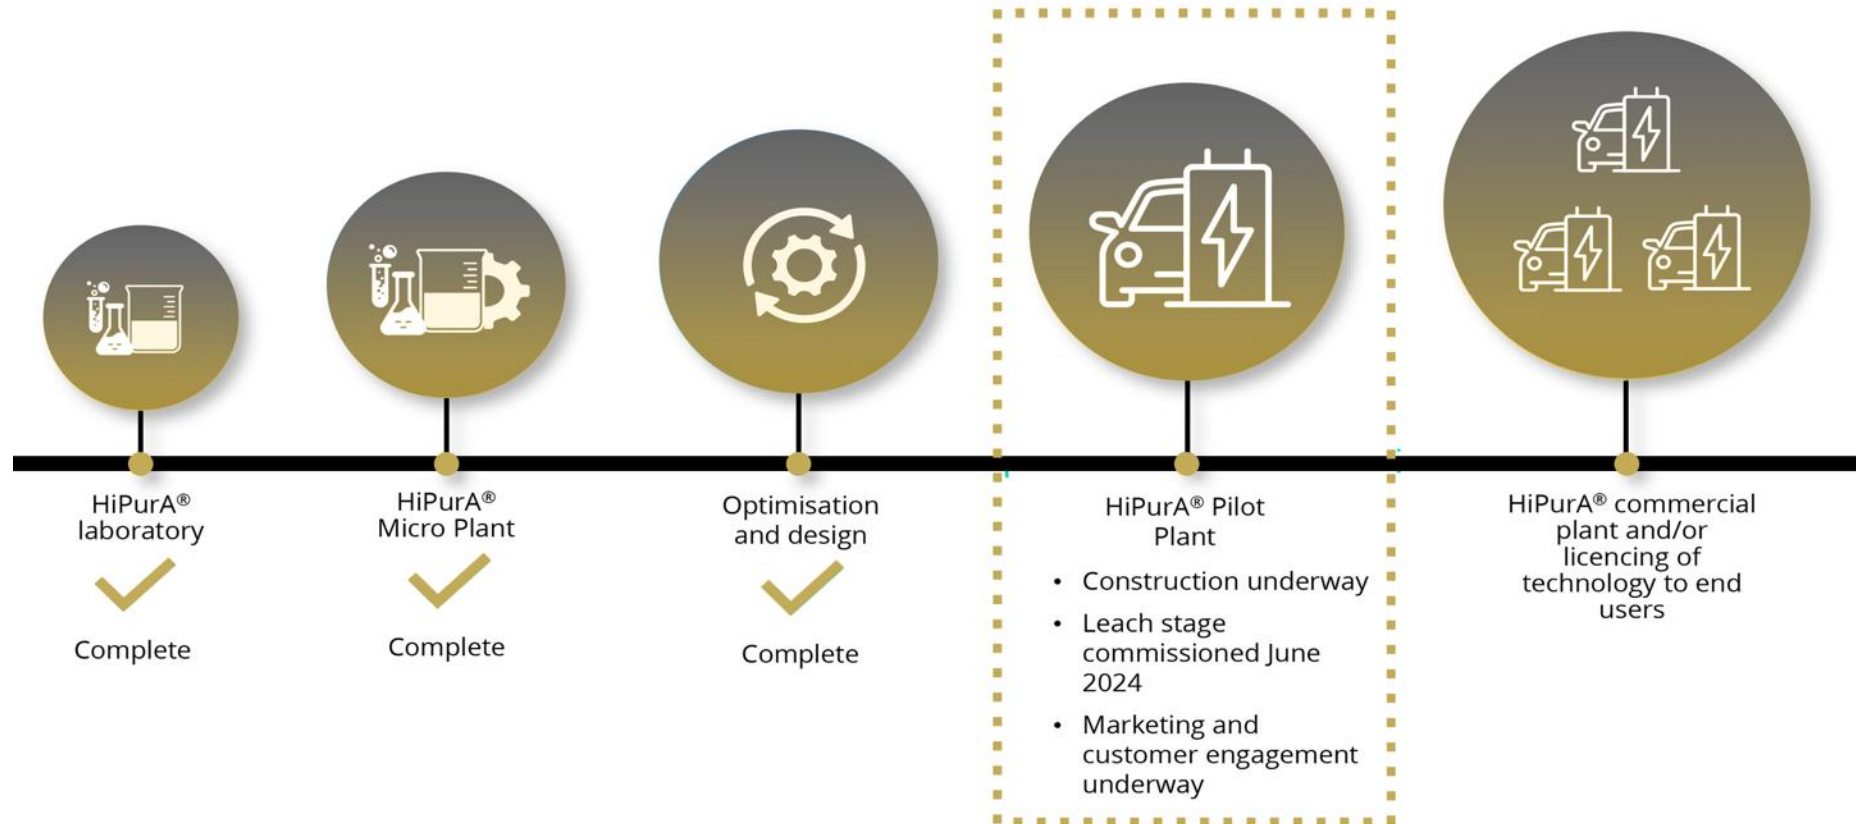 HiPurA®
laboratory
Complete
HiPurA®
Micro Plant
Complete
Optimisation
and design
Complete
HiPurA® Pilot
Plant
• Construction underway
• Leach stage
commissioned June
2024
• Marketing and
customer engagement
underway
HiPurA® commercial
plant and/or
licencing of
technology to end
users